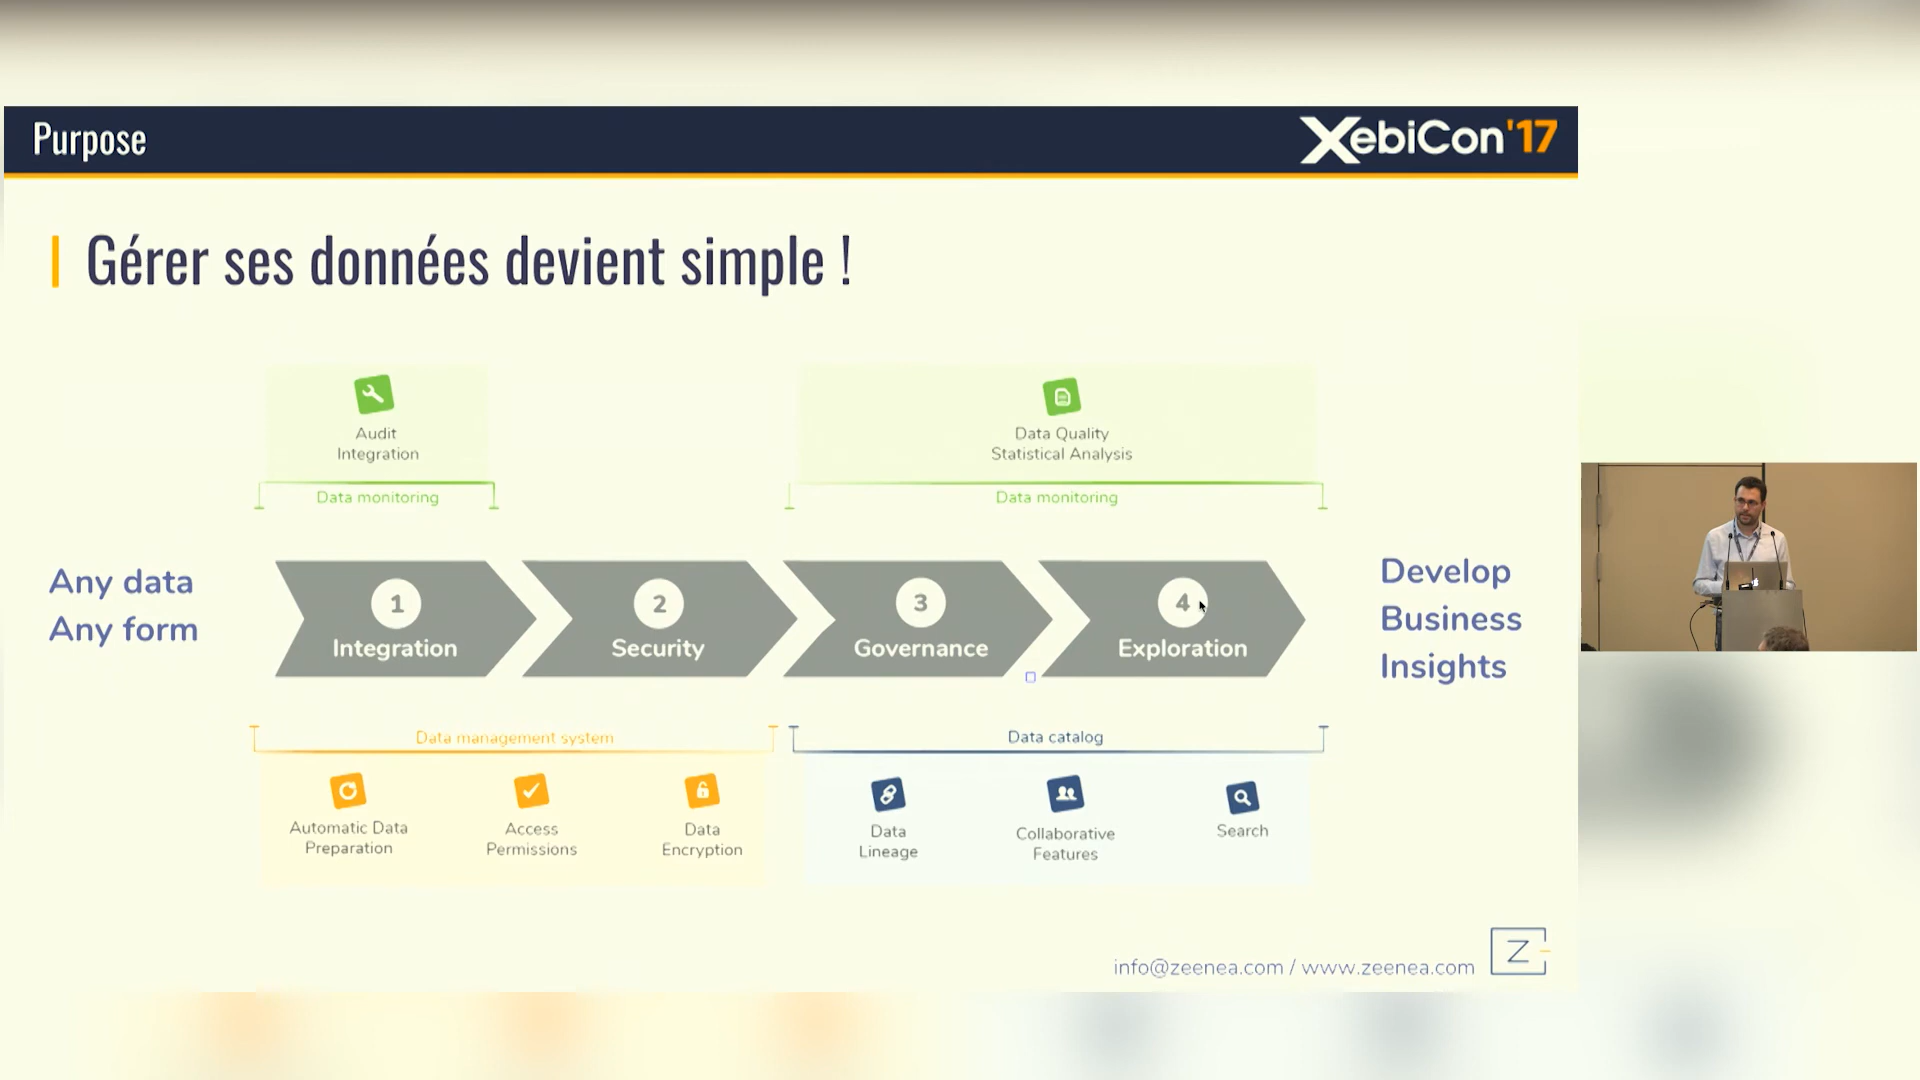 Purpose
XebiCon'17
Gérer ses données devient simple !
Audit
Integration
Data monitoring
Data Quality
Statistical Analysis
Data monitoring
Any data
Any form
1
Integration
2
Security
3
Governance
4
Exploration
Develop
Business
Insights
Data management system
Data catalog
Automatic Data
Preparation
Access
Permissions
Data
Encryption
Data
Lineage
Collaborative
Features
Search
info@zeenea.com / www.zeenea.com
Z